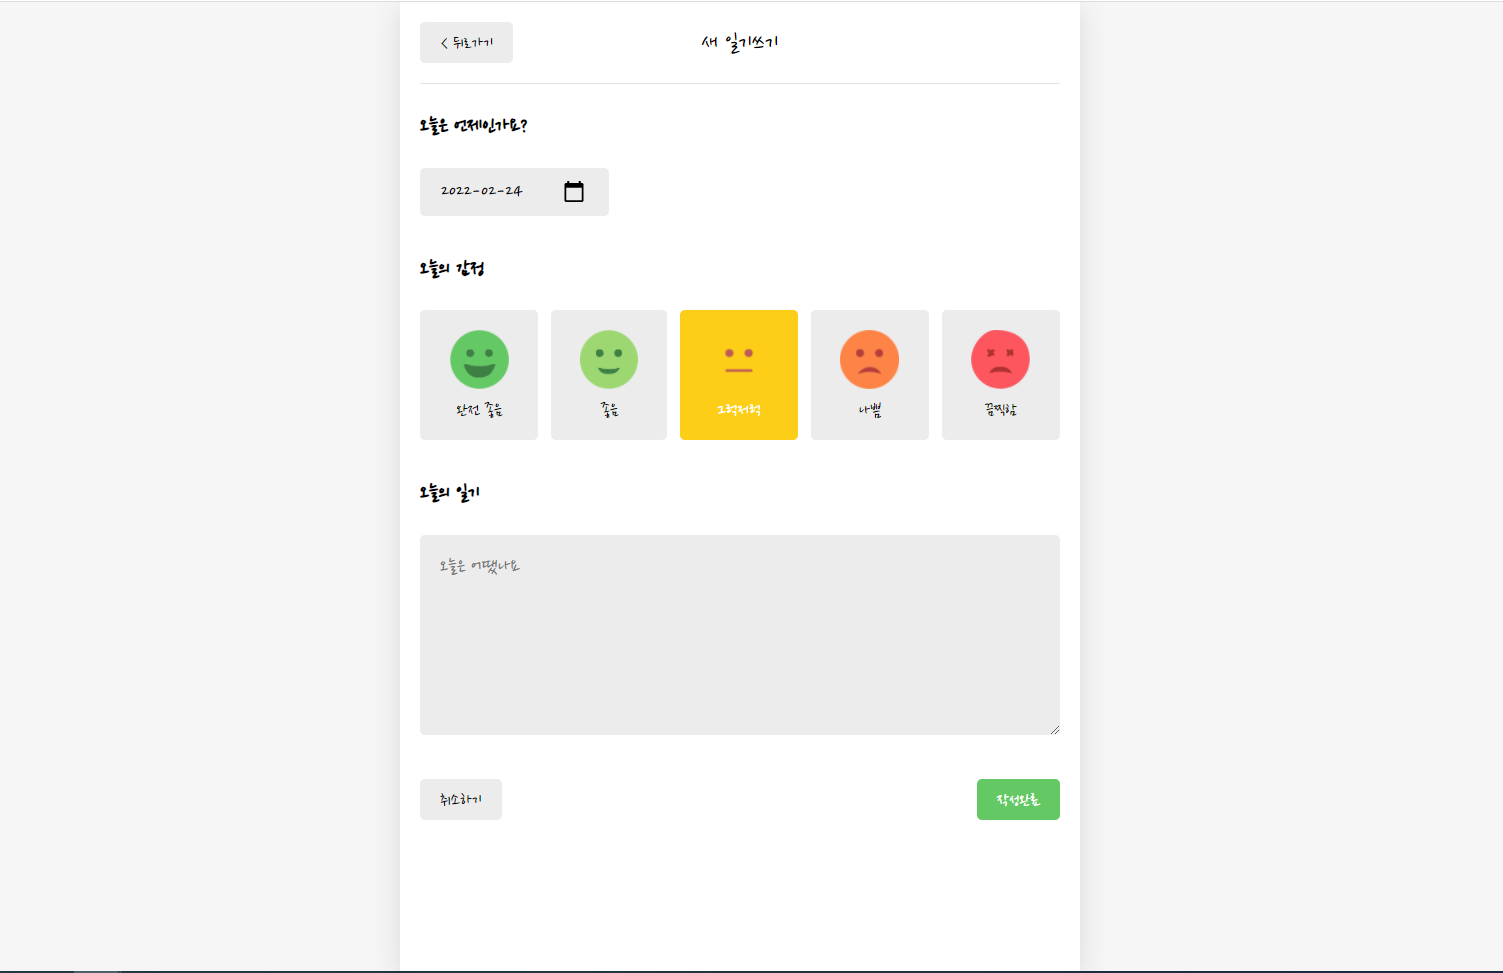 < 뒤로가기
새 일기쓰기
오늘은 언제인가요?
2022-02-24
오늘의 감정
완전 좋음
좋음
그럭저럭
나쁨
끔찍함
오늘의 일기
오늘은 어땠나요
취소하기
작성완료